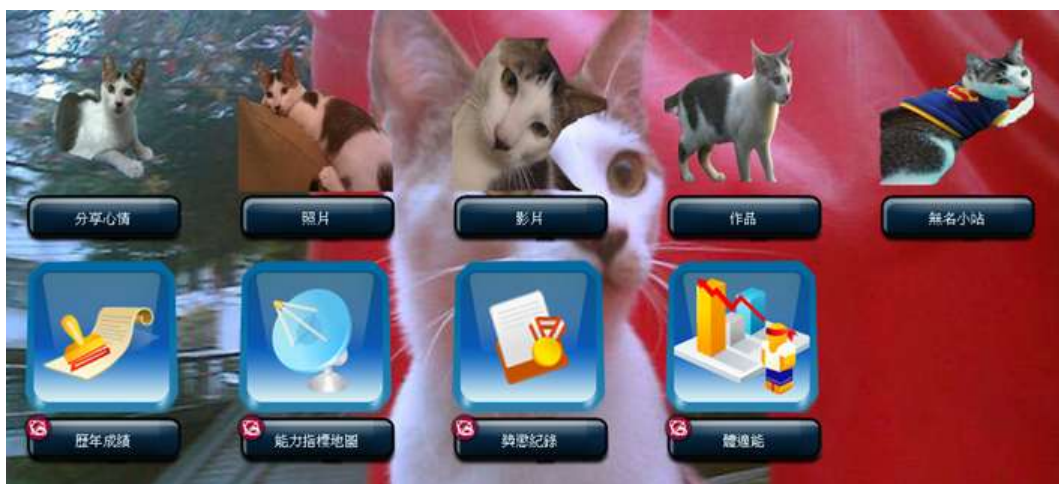 分享心情
照片
影片
作品
無名小站
歷年成績
能力指標地圖
獎懲紀錄
體適能